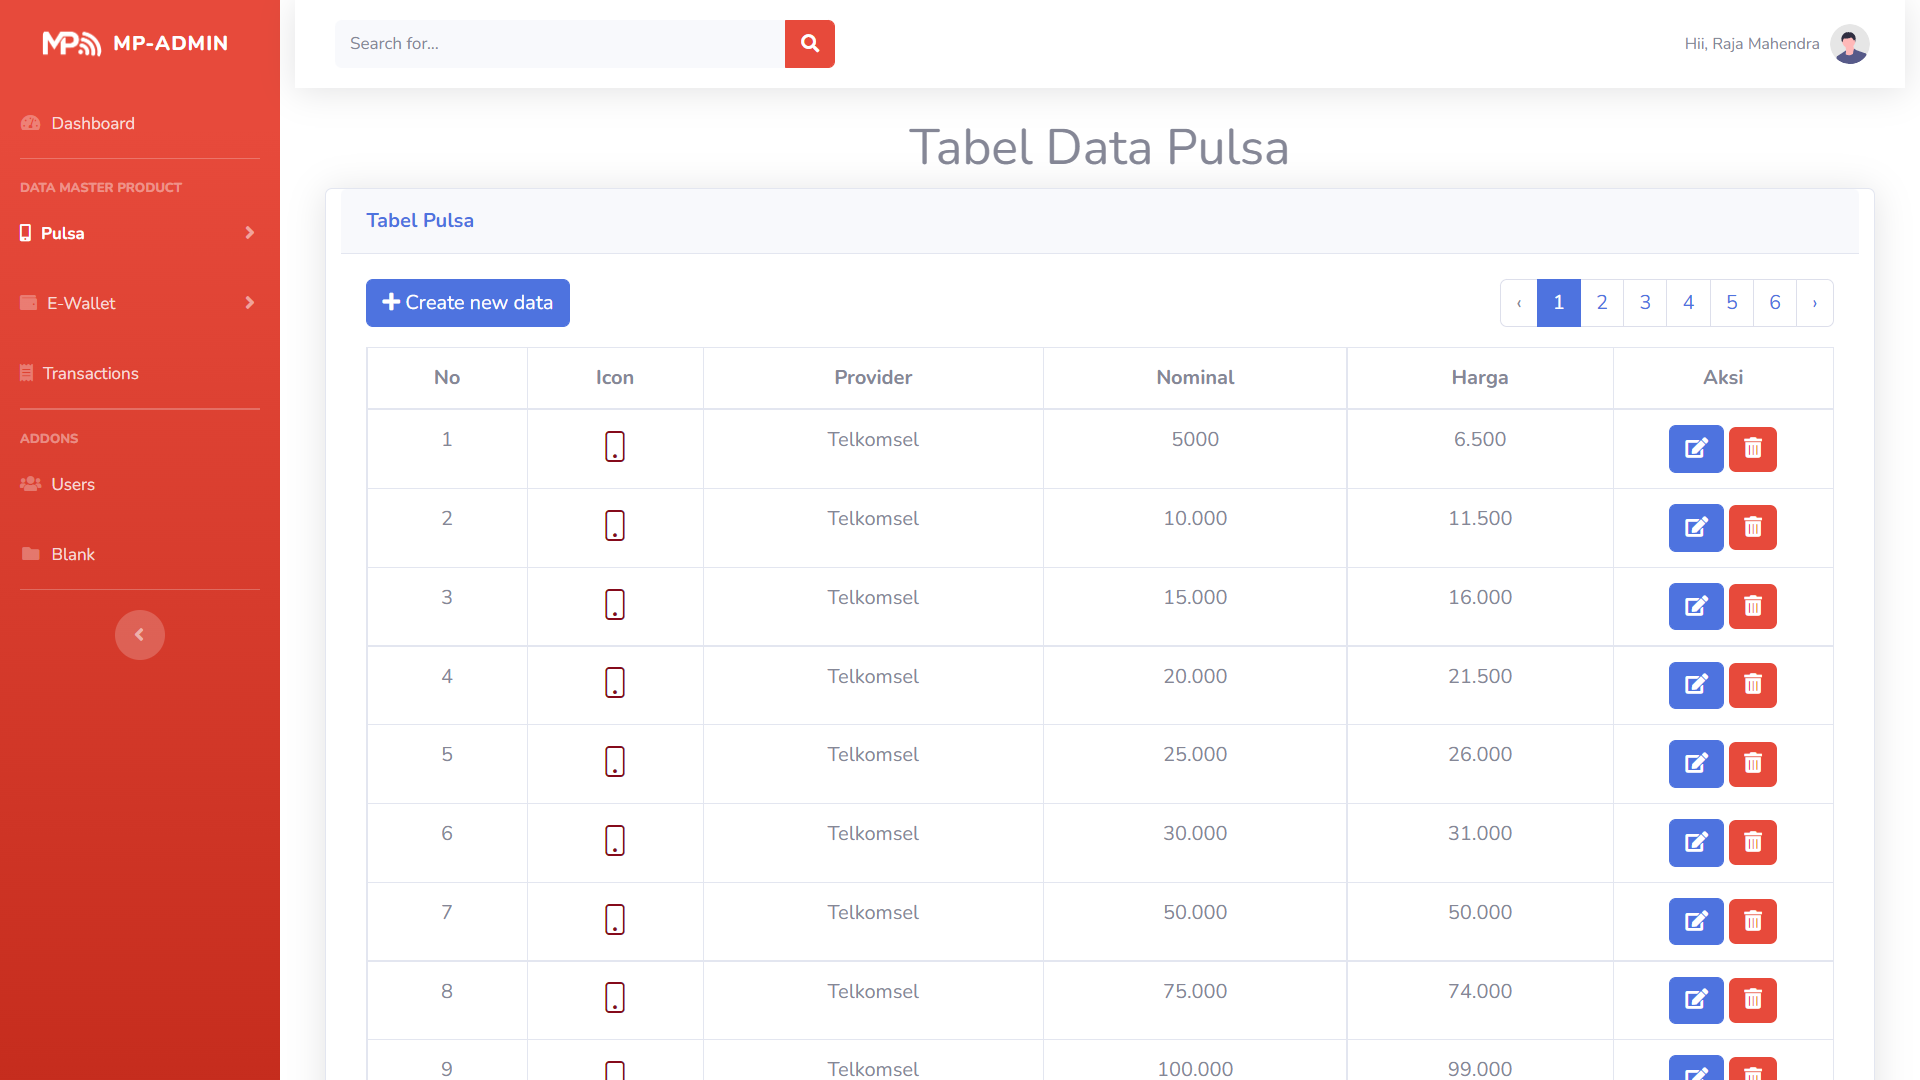 MP MP-ADMIN
Search for...
Hii, Raja Mahendra
Dashboard
DATA MASTER PRODUCT
Pulsa
E-Wallet
Transactions
ADDONS
Users
Blank
Tabel Data Pulsa
Tabel Pulsa
Create new data
‹ 1 2 3 4 5 6 ›
No Icon Provider Nominal Harga Aksi
1 Telkomsel 5000 6.500
2 Telkomsel 10.000 11.500
3 Telkomsel 15.000 16.000
4 Telkomsel 20.000 21.500
5 Telkomsel 25.000 26.000
6 Telkomsel 30.000 31.000
7 Telkomsel 50.000 50.000
8 Telkomsel 75.000 74.000
9 Telkomsel 100.000 99.000